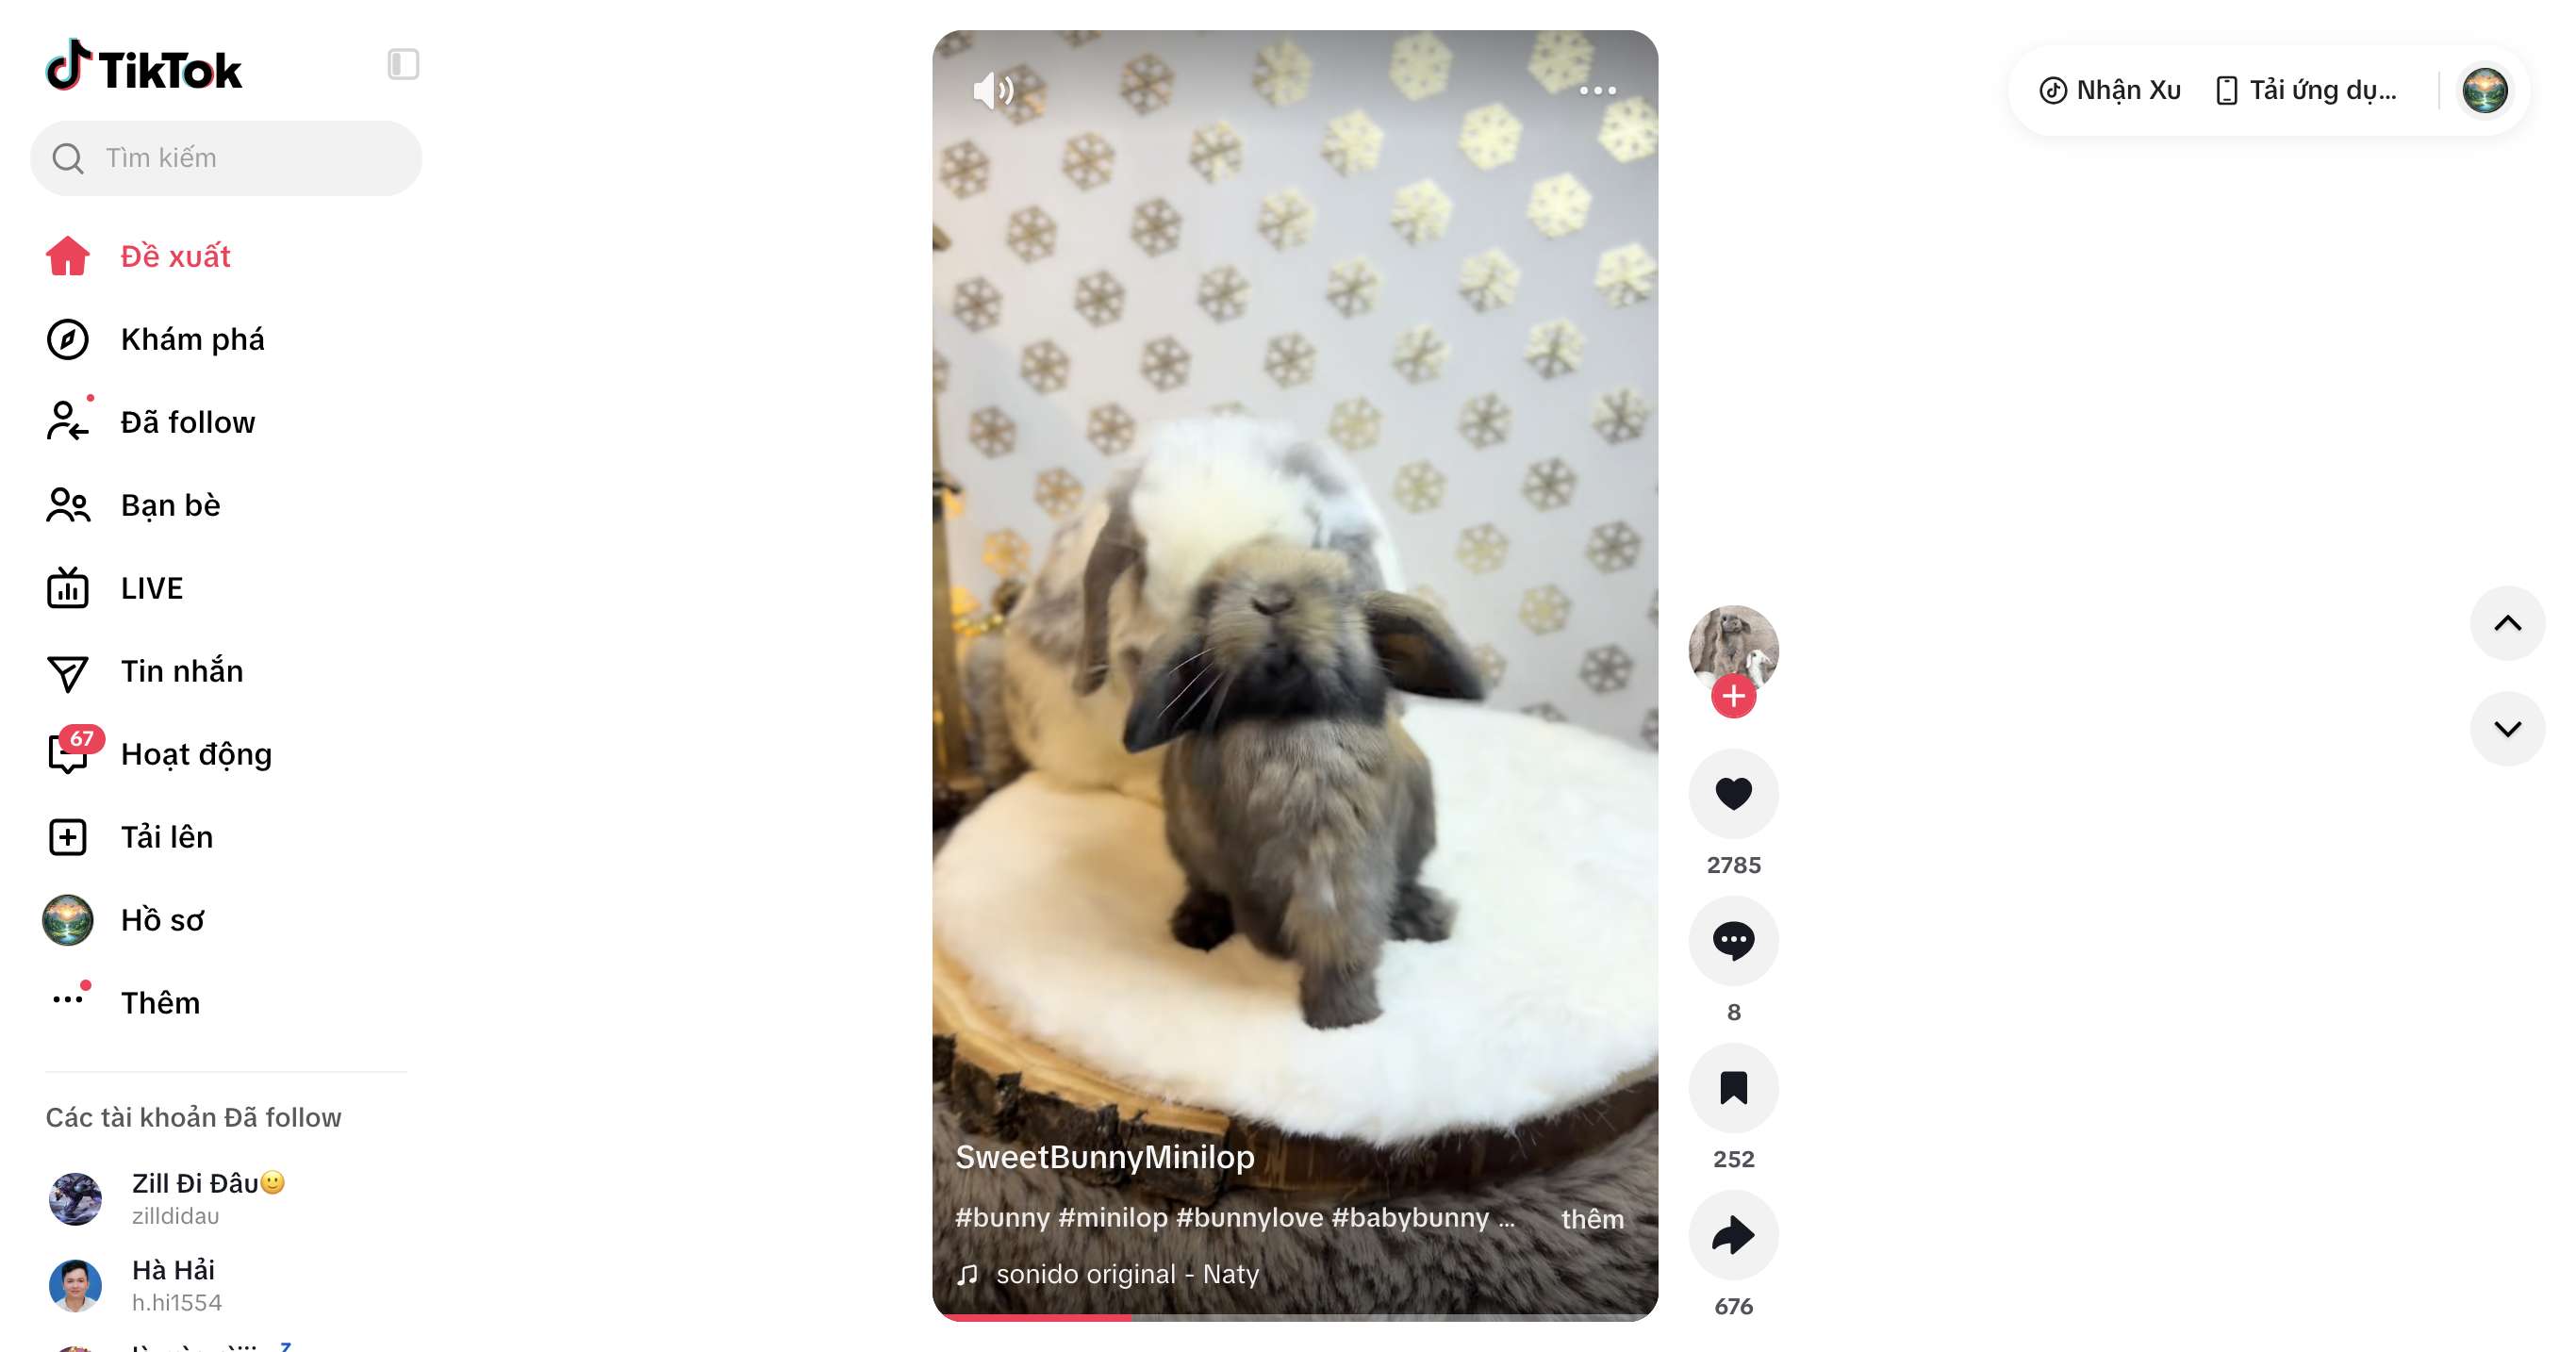 TikTok
Tìm kiếm
Đề xuất
Khám phá
Đã follow
Bạn bè
LIVE
Tin nhắn
67
Hoạt động
Tải lên
Hồ sơ
Thêm
Các tài khoản Đã follow
Zill Đi Đâu🙂
zilldidau
Hà Hải
h.hi1554
SweetBunnyMinilop
#bunny #minilop #bunnylove #babybunny ... thêm
sonido original - Naty
2785
8
252
676
Nhận Xu
Tải ứng dụ...